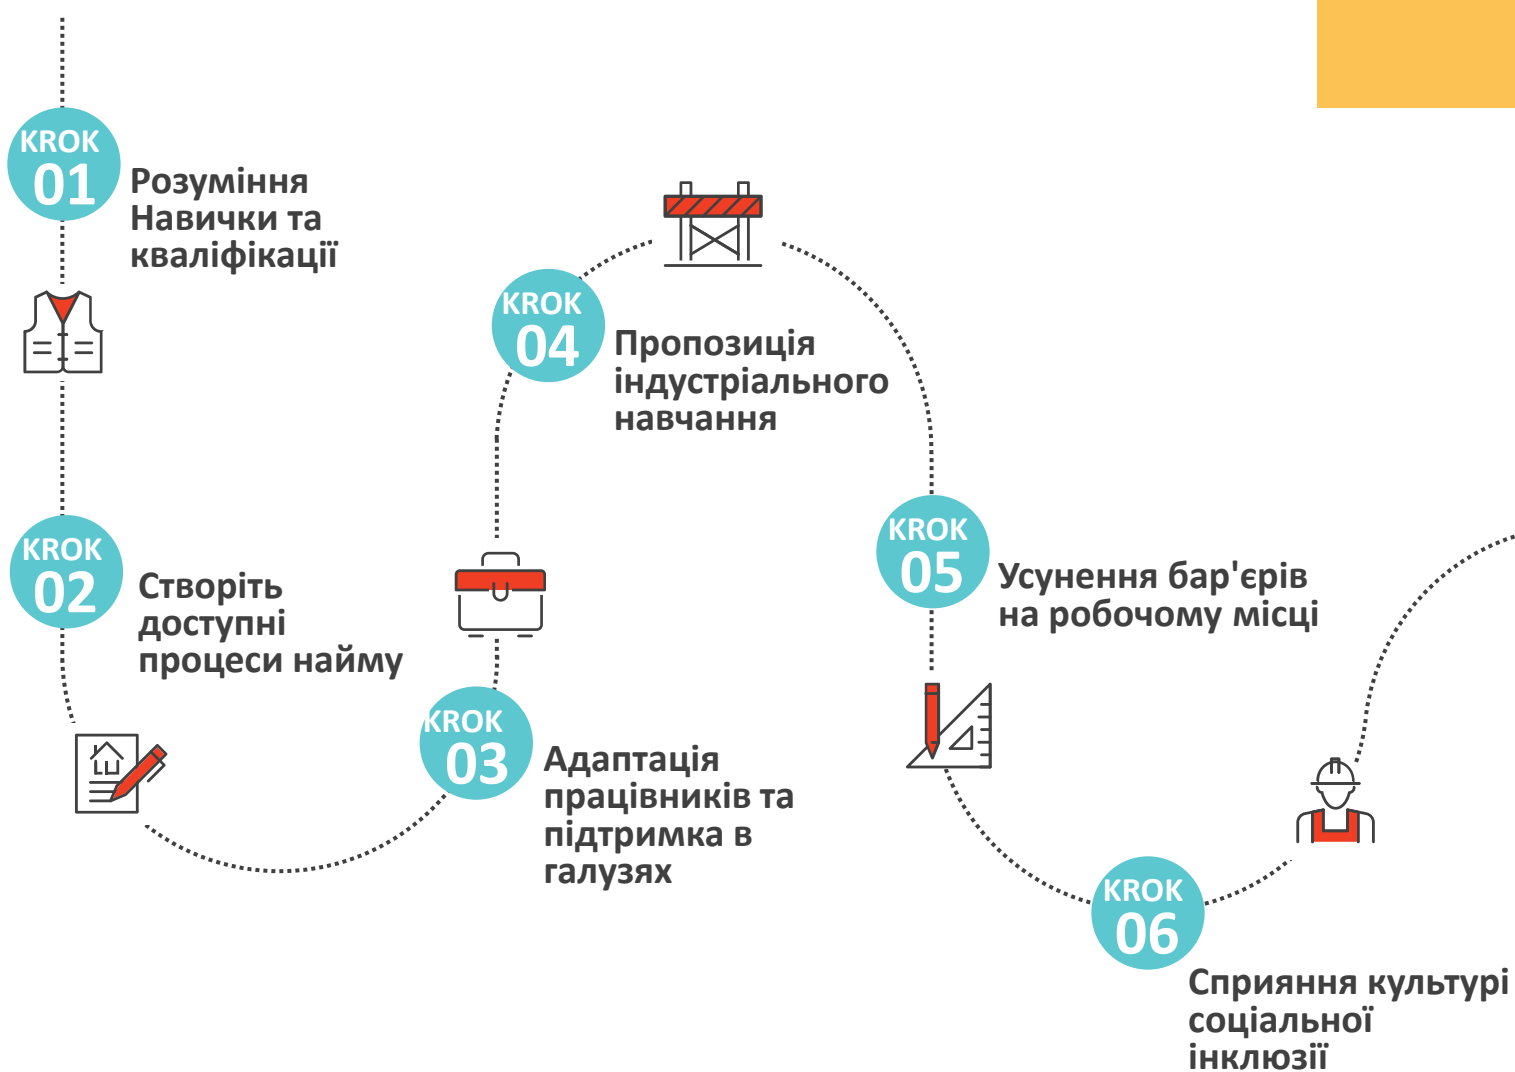 KROK
01
Розуміння
Навички та
кваліфікації
KROK
02
Створіть
доступні
процеси найму
KROK
03
Адаптація
працівників та
підтримка в
галузях
KROK
04
Пропозиція
індустріального
навчання
KROK
05
Усунення бар'єрів
на робочому місці
KROK
06
Сприяння культурі
соціальної
інклюзії